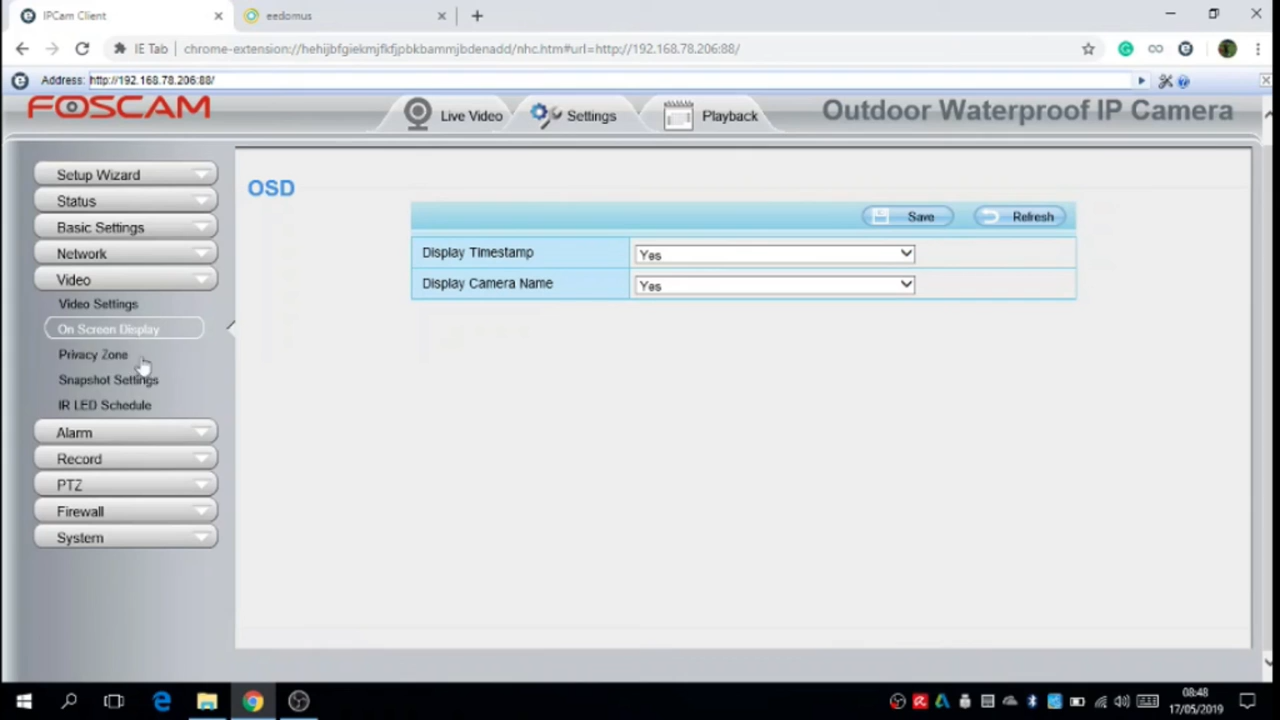 IPCam Client
eedomus
IE Tab
chrome-extension://hehijbfgiekmjfkfjpbkbammjbdenadd/nhc.htm#url=http://192.168.78.206:88/
Address: http://192.168.78.206:88/
FOSCAM
Live Video
Settings
Playback
Outdoor Waterproof IP Camera
Setup Wizard
Status
Basic Settings
Network
Video
Video Settings
On Screen Display
Privacy Zone
Snapshot Settings
IR LED Schedule
Alarm
Record
PTZ
Firewall
System
OSD
Save
Refresh
Display Timestamp
Yes
Display Camera Name
Yes
08:48
17/05/2019